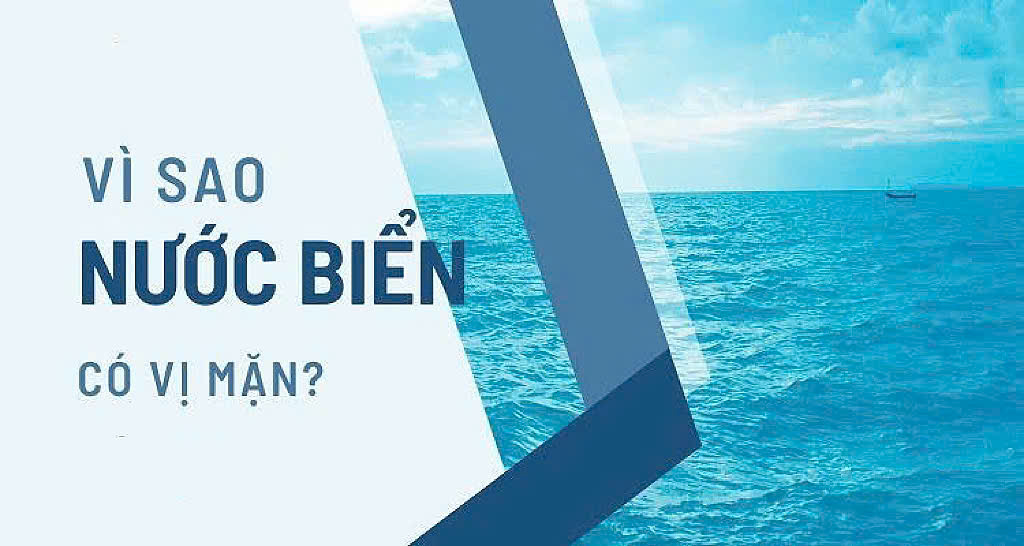 VÌ SAO
NƯỚC BIỂN
CÓ VỊ MẶN?